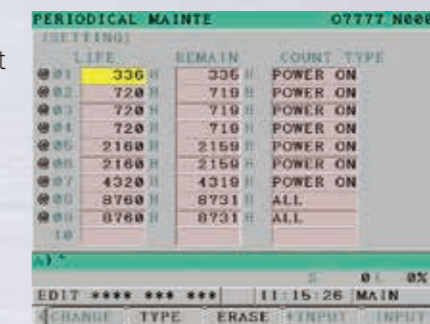 PERIODICAL MAINTE O7777 N000
[SETTING]
LIFE REMAIN COUNT TYPE
@01 336 H 335 H POWER ON
@02 720 H 719 H POWER ON
@03 720 H 719 H POWER ON
@04 720 H 719 H POWER ON
@05 2160 H 2159 H POWER ON
@06 2160 H 2159 H POWER ON
@07 4320 H 4319 H POWER ON
@08 8760 H 8731 H ALL
@09 8760 H 8731 H ALL
10
A)^
S 0 L 0%
EDIT **** *** *** 11:15:26 MAIN
CHANGE TYPE ERASE +INPUT INPUT